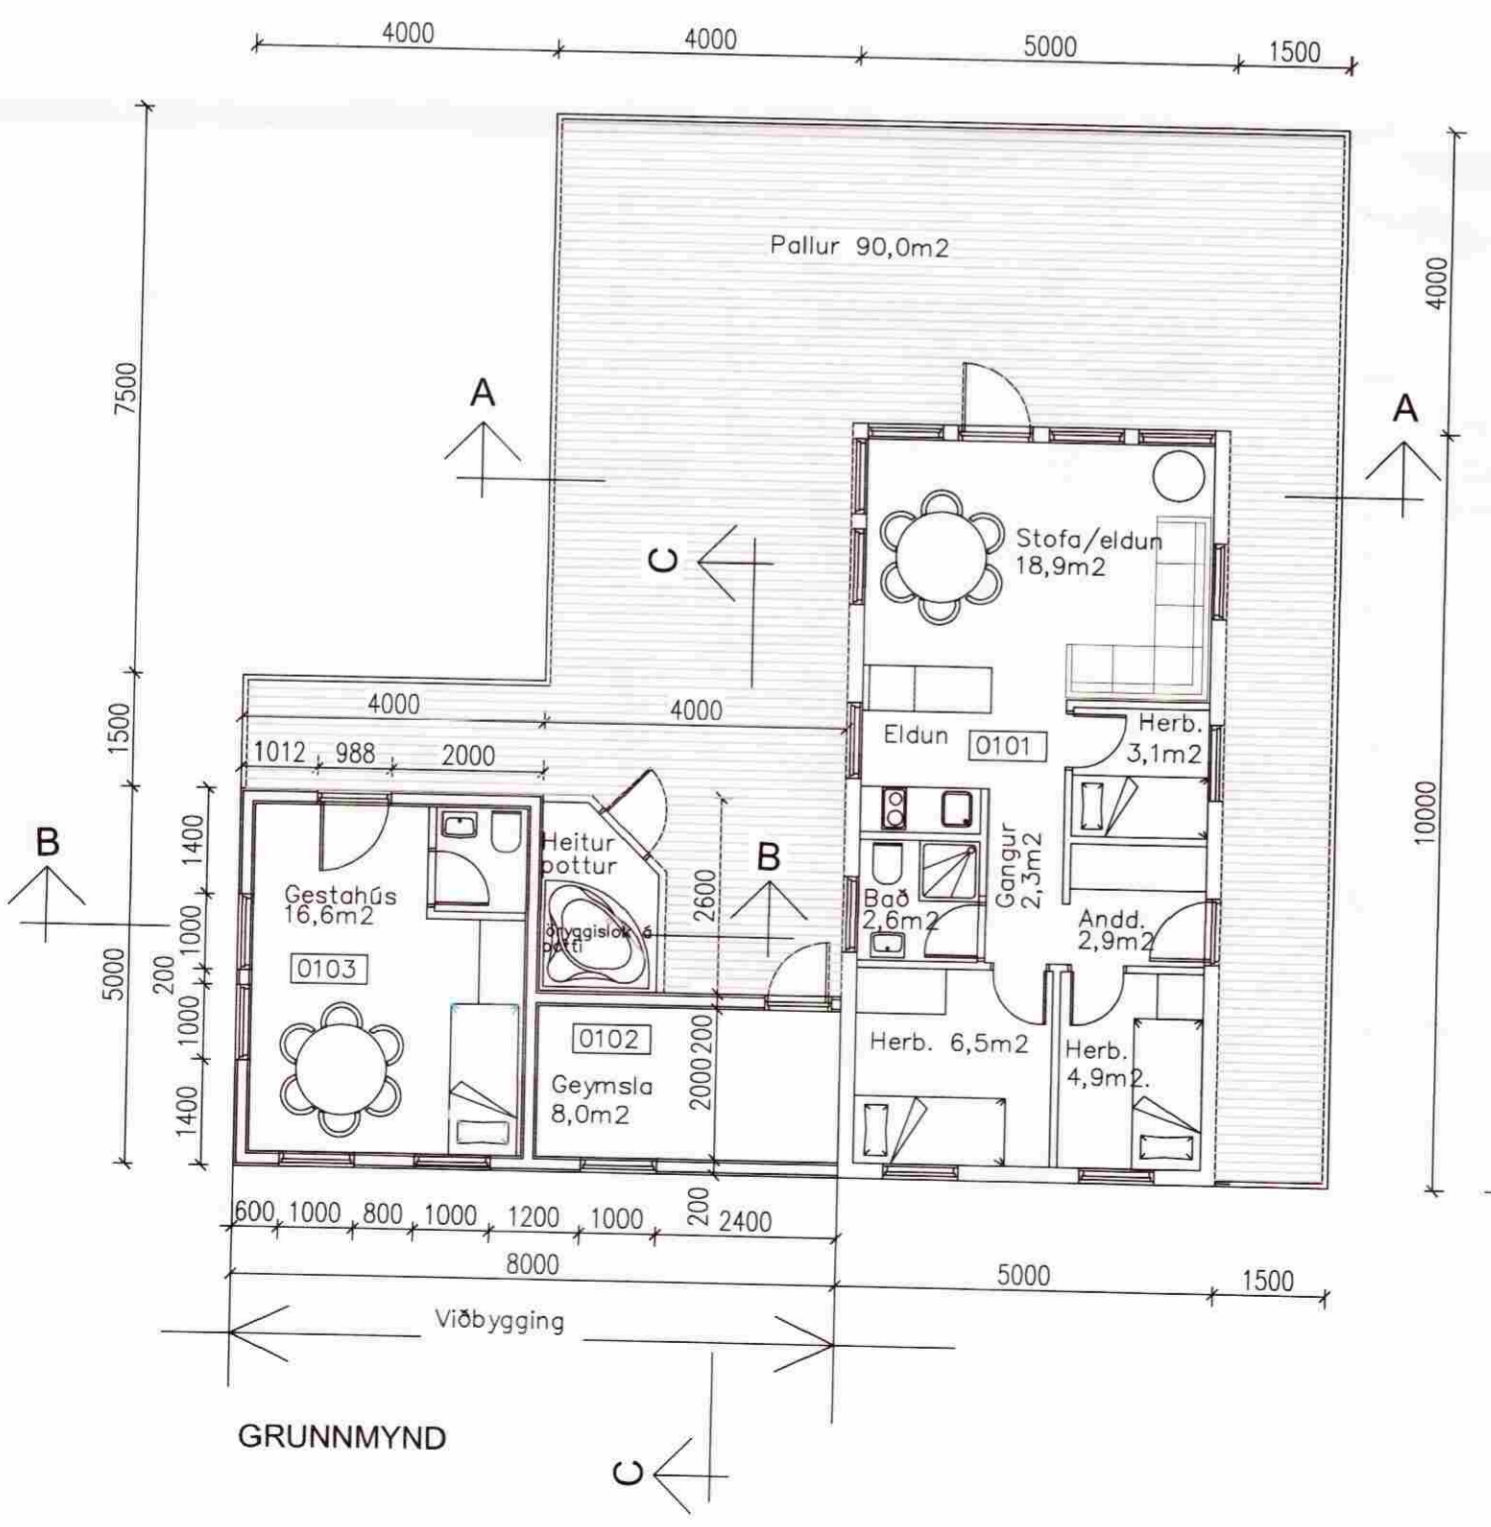 4000
4000
5000
1500
7500
4000
Pallur 90,0m2
A
A
C
Stofa/eldun
18,9m2
1500
4000
4000
Eldun
0101
Herb.
3,1m2
1012
988
2000
10000
1400
Heitur
pottur
B
B
Gangur
2,3m2
2600
Gestahús
16,6m2
Bað
2,6m2
Andd.
2,9m2
1000
öryggislok á
potti
5000
200
0103
1000
0102
200
Herb. 6,5m2
Herb.
4,9m2.
Geymsla
8,0m2
2000
1400
600
1000
800
1000
1200
1000
200
2400
8000
5000
1500
Viðbygging
GRUNNMYND
C